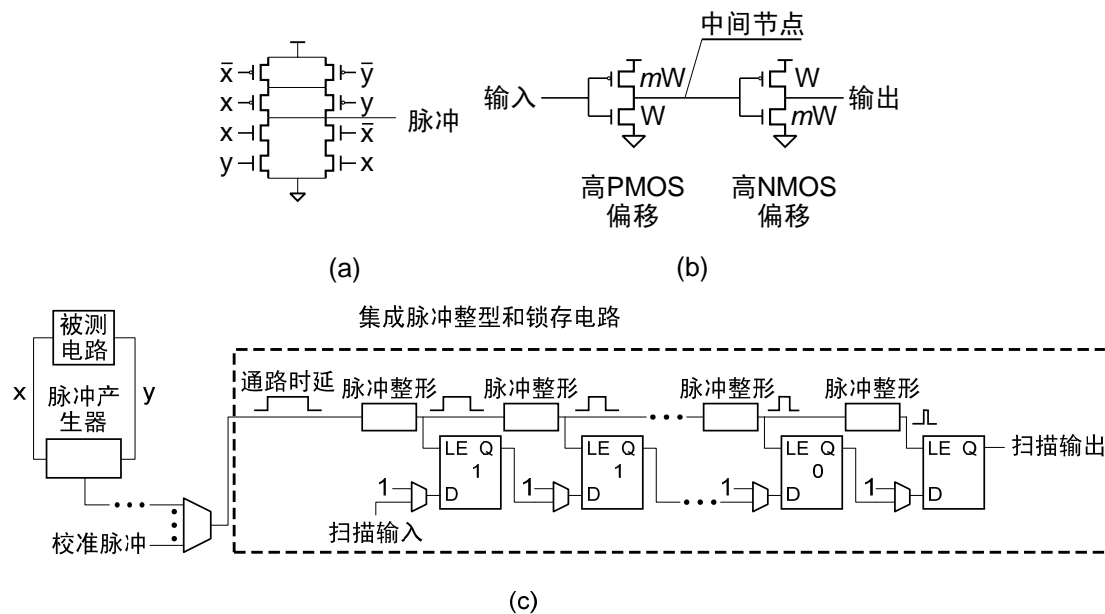 x̄
ȳ
x
y
x
x̄
脉冲
y
x
(a)
中间节点
输入
mW
W
W
mW
输出
高PMOS
偏移
高NMOS
偏移
(b)
集成脉冲整型和锁存电路
被测
电路
x
y
脉冲产
生器
校准脉冲
通路时延
脉冲整形
脉冲整形
脉冲整形
脉冲整形
LE Q
1
D
LE Q
1
D
LE Q
0
D
LE Q
D
1
1
1
1
扫描输入
扫描输出
(c)